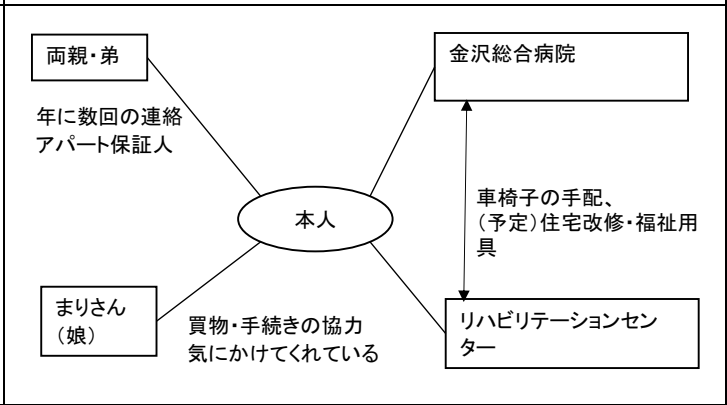 両親・弟
金沢総合病院
年に数回の連絡
アパート保証人
車椅子の手配、
(予定)住宅改修・福祉用
具
本人
まりさん
(娘)
買物・手続きの協力
気にかけてくれている
リハビリテーションセン
ター